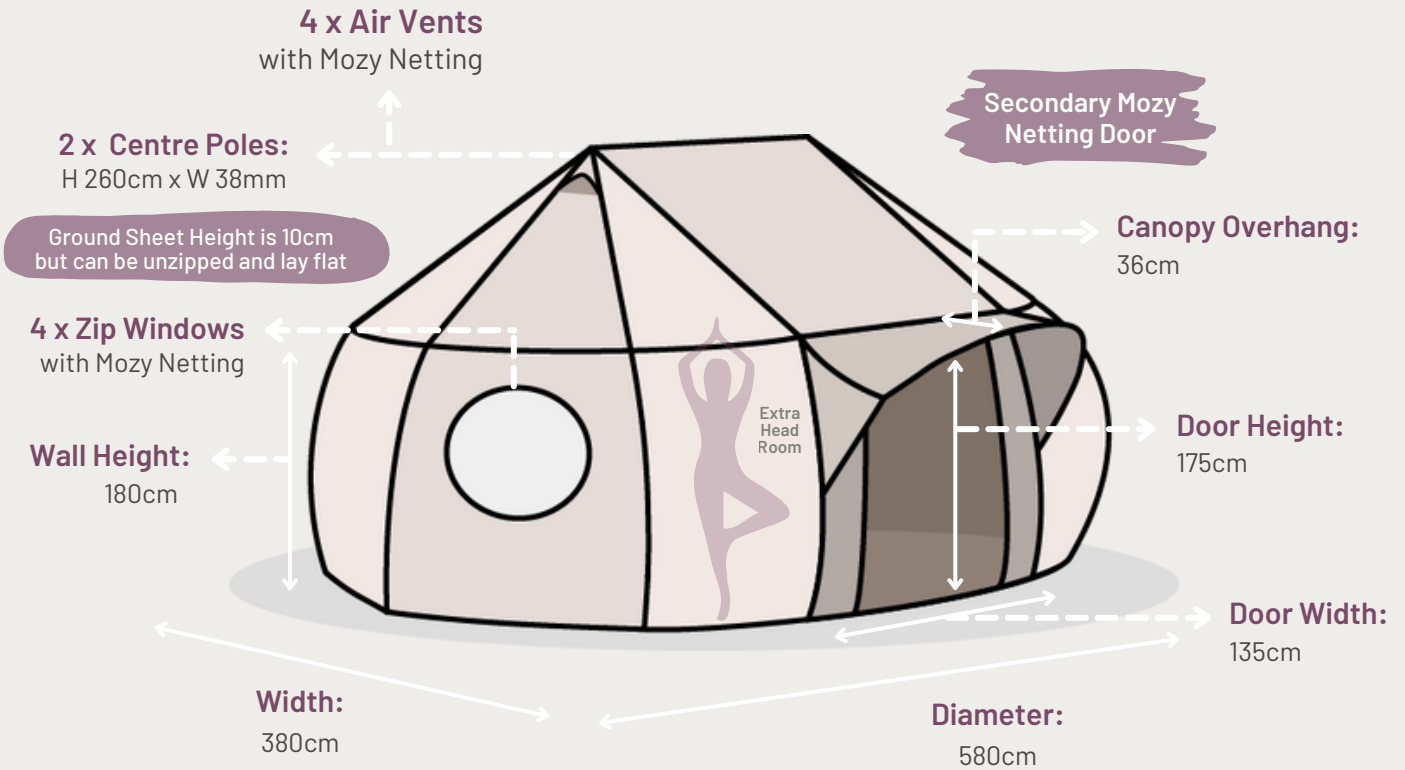 4 x Air Vents
with Mozy Netting
2 x Centre Poles:
H 260cm x W 38mm
Ground Sheet Height is 10cm
but can be unzipped and lay flat
4 x Zip Windows
with Mozy Netting
Wall Height:
180cm
Width:
380cm
Extra
Head
Room
Secondary Mozy
Netting Door
Canopy Overhang:
36cm
Door Height:
175cm
Door Width:
135cm
Diameter:
580cm